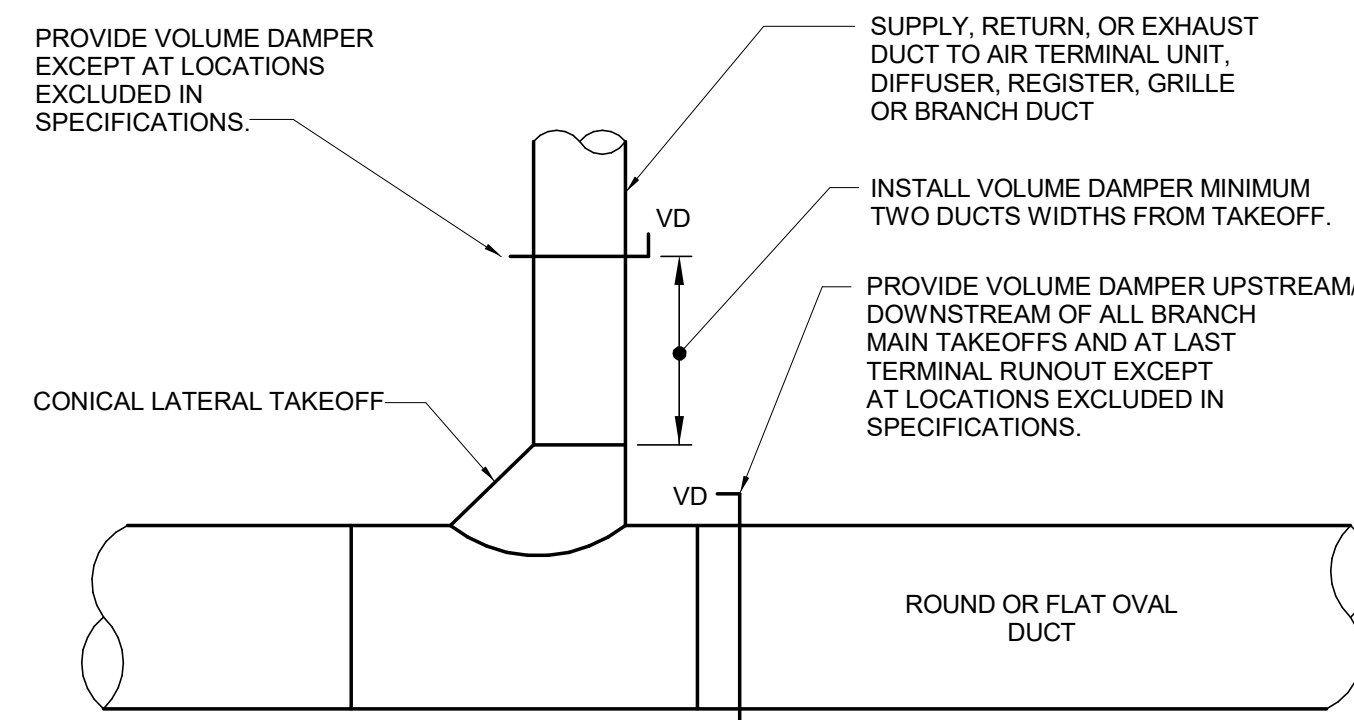 PROVIDE VOLUME DAMPER
EXCEPT AT LOCATIONS
EXCLUDED IN
SPECIFICATIONS.
SUPPLY, RETURN, OR EXHAUST
DUCT TO AIR TERMINAL UNIT,
DIFFUSER, REGISTER, GRILLE
OR BRANCH DUCT
VD
INSTALL VOLUME DAMPER MINIMUM
TWO DUCTS WIDTHS FROM TAKEOFF.
PROVIDE VOLUME DAMPER UPSTREAM/
DOWNSTREAM OF ALL BRANCH
MAIN TAKEOFFS AND AT LAST
TERMINAL RUNOUT EXCEPT
AT LOCATIONS EXCLUDED IN
SPECIFICATIONS.
CONICAL LATERAL TAKEOFF
VD
ROUND OR FLAT OVAL
DUCT